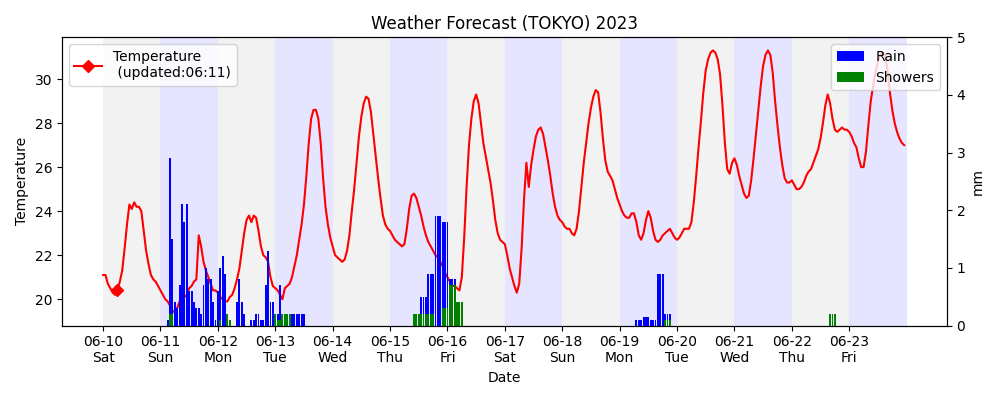 Weather Forecast (TOKYO) 2023
Temperature
(updated:06:11)
Rain
Showers
Temperature
30
28
26
24
22
20
5
4
3
2
1
0
mm
06-10 06-11 06-12 06-13 06-14 06-15 06-16 06-17 06-18 06-19 06-20 06-21 06-22 06-23
Sat Sun Mon Tue Wed Thu Fri Sat Sun Mon Tue Wed Thu Fri
Date